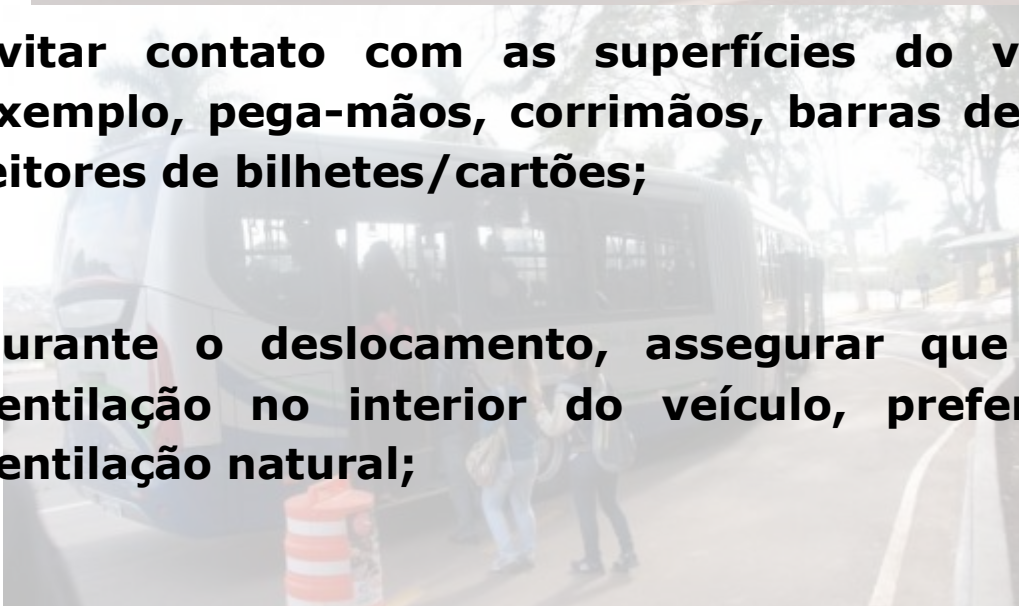 vitar contato com as superfícies do v
xemplo, pega-mãos, corrimãos, barras de
eitores de bilhetes/cartões;
urante o deslocamento, assegurar que
entilação no interior do veículo, prefer
entilação natural;